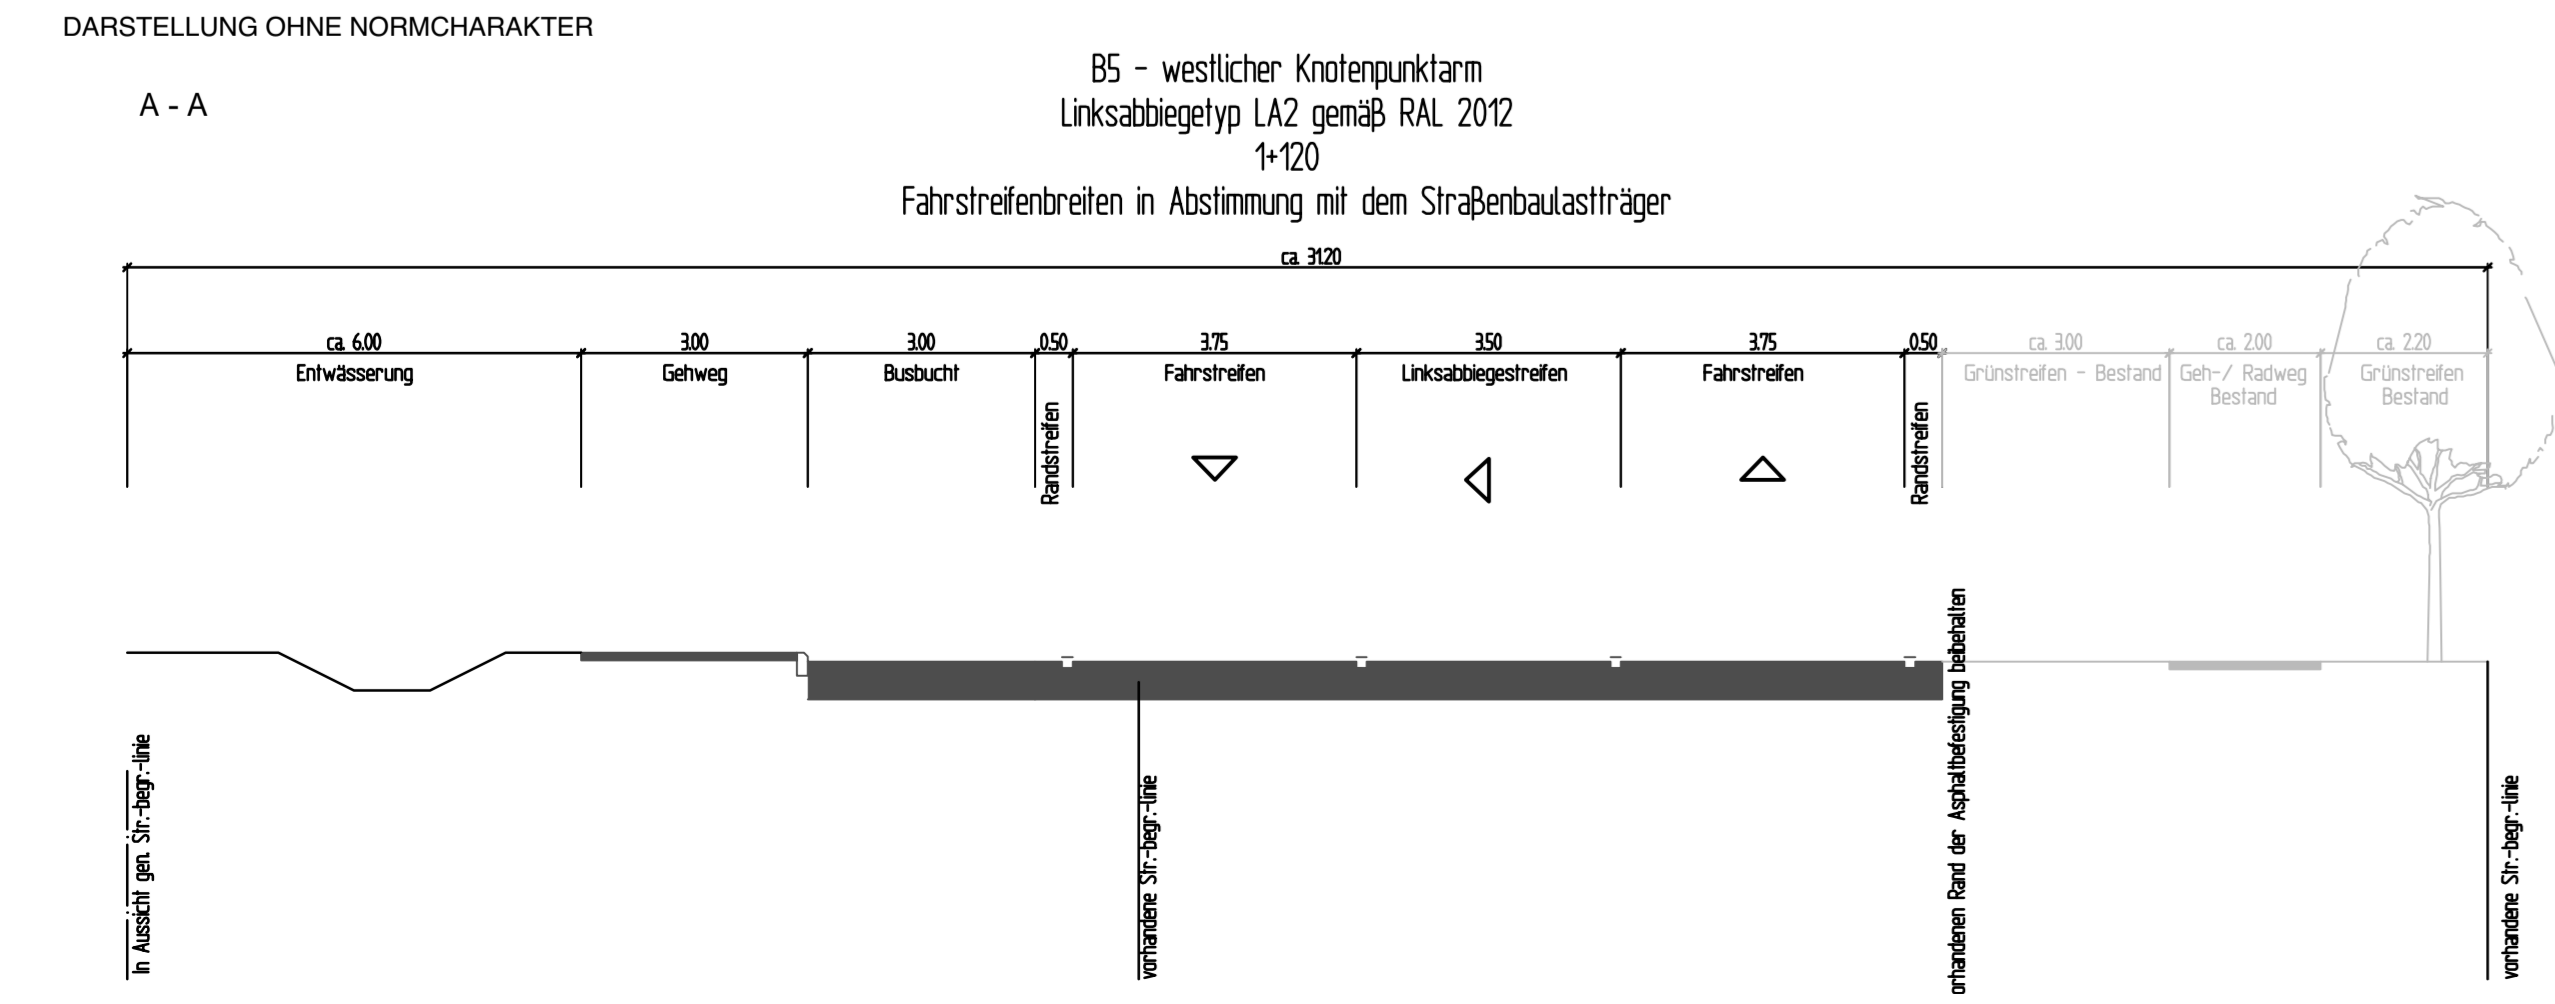 DARSTELLUNG OHNE NORMCHARAKTER
A - A
B5 - westlicher Knotenpunktarm
Linksabbiegetyp LA2 gemäß RAL 2012
1+120
Fahrstreifenbreiten in Abstimmung mit dem Straßenbaulastträger
ca. 31.20
ca. 6.00
3.00
3.00
0.50
3.75
3.50
3.75
0.50
ca. 3.00
ca. 2.00
ca. 2.20
Entwässerung
Gehweg
Busbucht
Randstreifen
Fahrstreifen
Linksabbiegestreifen
Fahrstreifen
Randstreifen
Grünstreifen - Bestand
Geh-/ Radweg
Bestand
Grünstreifen
Bestand
In Aussicht gen. Str.-begr.-linie
vorhandene Str.-begr.-linie
orhandenen Rand der Asphaltbefestigung beibehalten
vorhandene Str.-begr.-linie